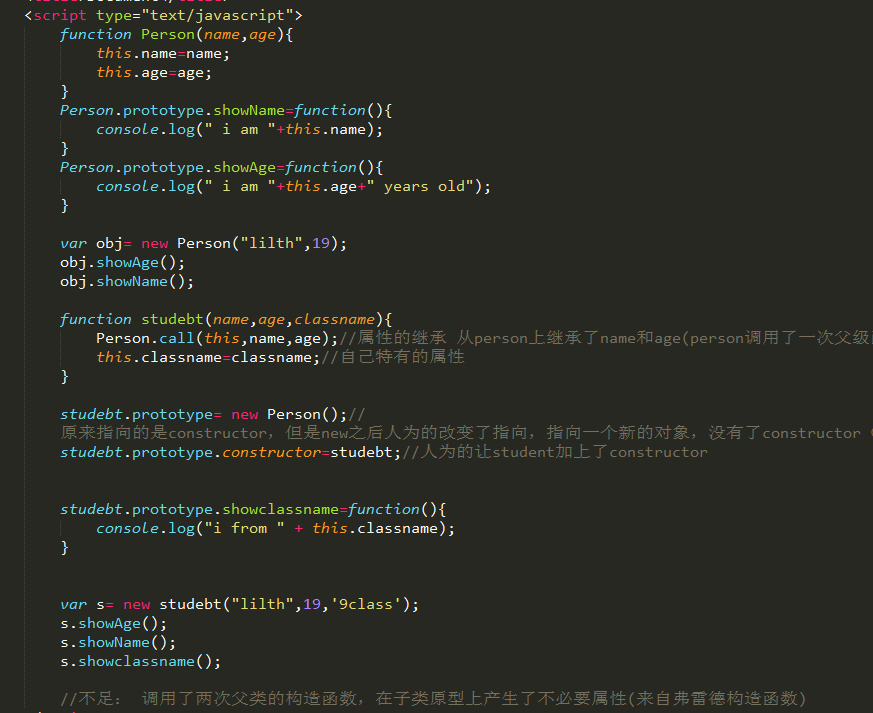 <script type="text/javascript">
function Person(name,age){
this.name=name;
this.age=age;
}
Person.prototype.showName=function(){
console.log(" i am "+this.name);
}
Person.prototype.showAge=function(){
console.log(" i am "+this.age+" years old");
}
var obj= new Person("lilth",19);
obj.showAge();
obj.showName();
function studebt(name,age,classname){
Person.call(this,name,age);//属性的继承 从person上继承了name和age(person调用了一次父级
this.classname=classname;//自己特有的属性
}
studebt.prototype= new Person();//
原来指向的是constructor，但是new之后人为的改变了指向，指向一个新的对象，没有了constructor
studebt.prototype.constructor=studebt;//人为的让student加上了constructor
studebt.prototype.showclassname=function(){
console.log("i from " + this.classname);
}
var s= new studebt("lilth",19,'9class');
s.showAge();
s.showName();
s.showclassname();
//不足： 调用了两次父类的构造函数，在子类原型上产生了不必要属性(来自弗雷德构造函数)